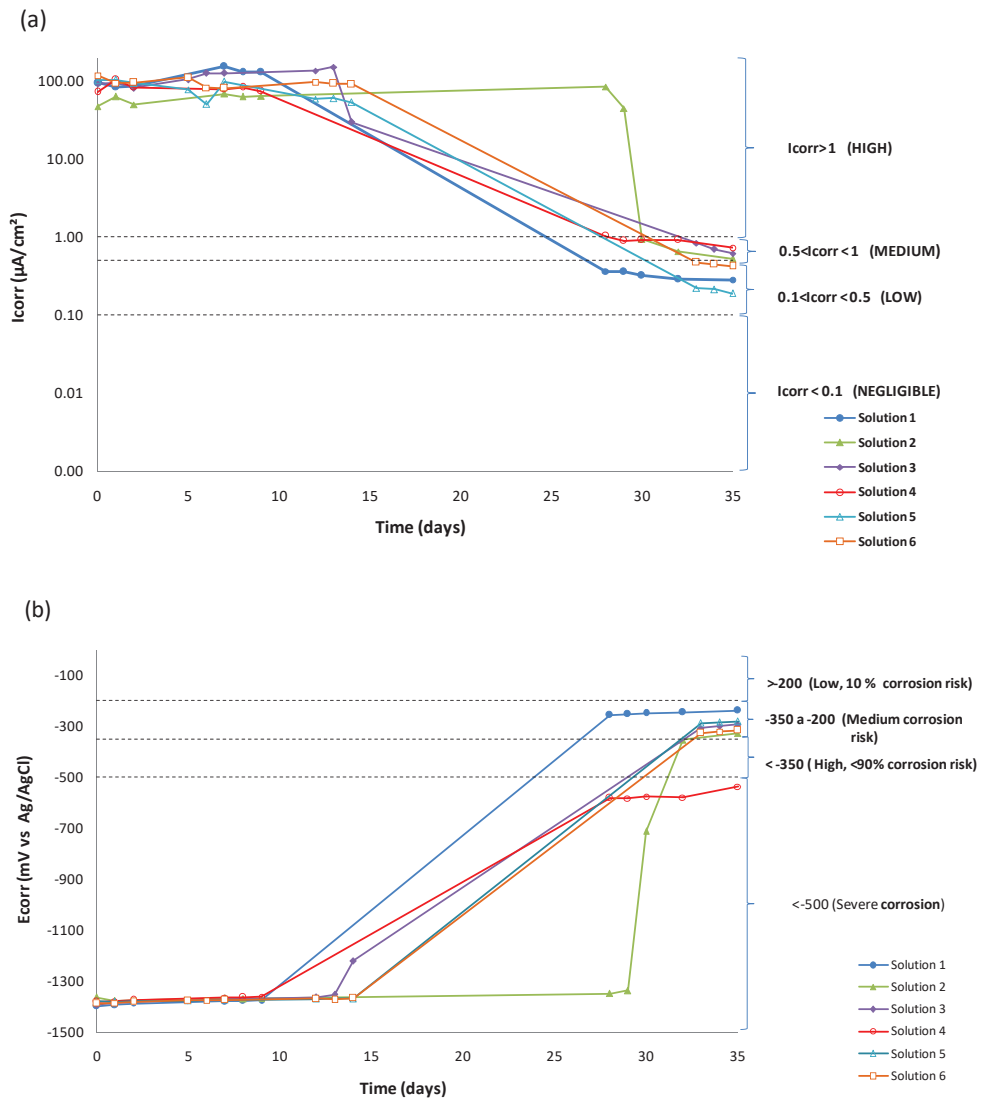 (a)
100.00
10.00
1.00
0.10
0.01
0.00
Icorr (µA/cm²)
0 5 10 15 20 25 30 35
Time (days)
Icorr>1 (HIGH)
0.5<Icorr<1 (MEDIUM)
0.1<Icorr<0.5 (LOW)
Icorr < 0.1 (NEGLIGIBLE)
Solution 1
Solution 2
Solution 3
Solution 4
Solution 5
Solution 6
(b)
-100
-300
-500
-700
-900
-1100
-1300
-1500
Ecorr (mV vs Ag/AgCl)
0 5 10 15 20 25 30 35
Time (days)
>-200 (Low, 10 % corrosion risk)
-350 a -200 (Medium corrosion
risk)
< -350 ( High, <90% corrosion risk)
<-500 (Severe corrosion)
Solution 1
Solution 2
Solution 3
Solution 4
Solution 5
Solution 6